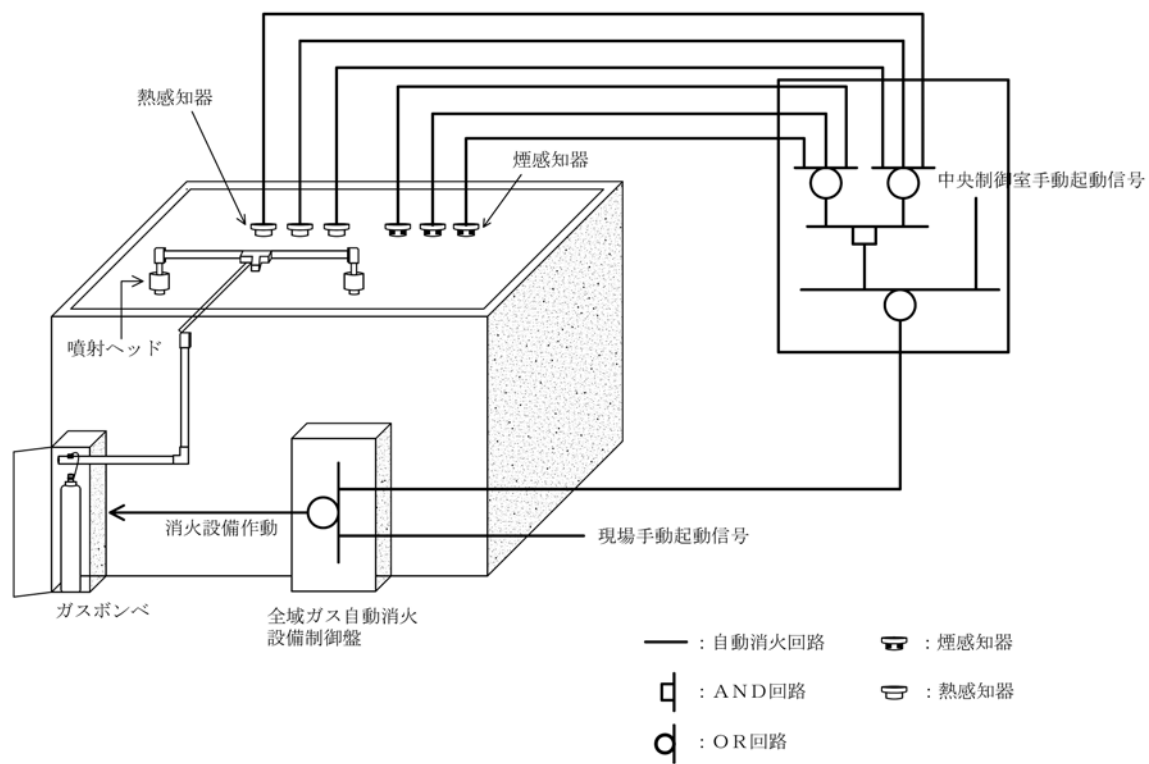 熱感知器
煙感知器
中央制御室手動起動信号
噴射ヘッド
消火設備作動
現場手動起動信号
ガスボンベ
全域ガス自動消火
設備制御盤
:自動消火回路
:煙感知器
:AND回路
:熱感知器
:OR回路